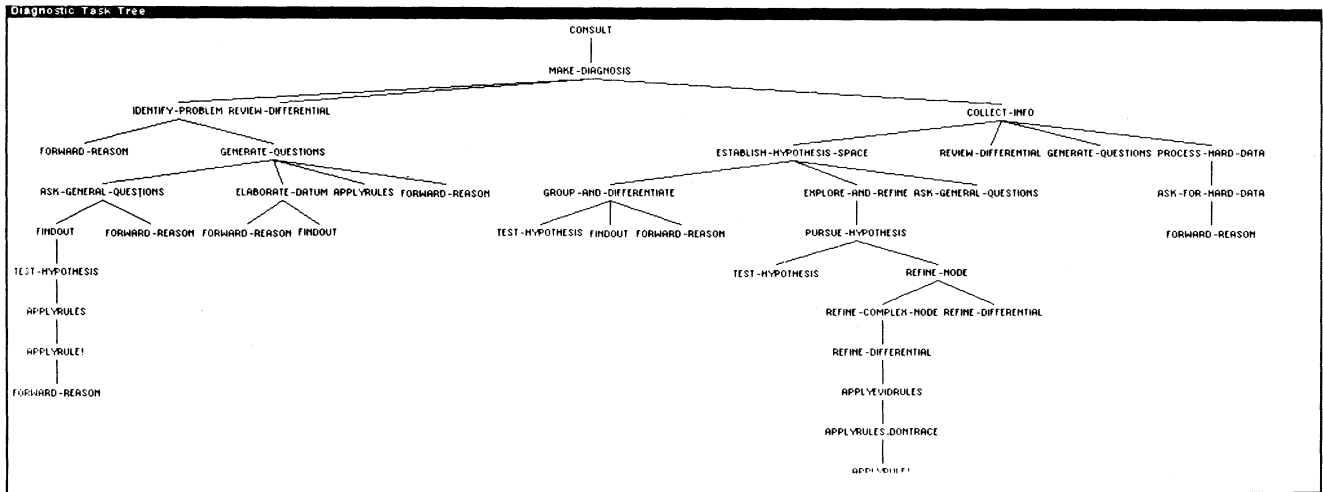 Diagnostic Task Tree
CONSULT
MAKE-DIAGNOSIS
IDENTIFY-PROBLEM REVIEW-DIFFERENTIAL COLLECT-INFO
FORWARD-REASON GENERATE-QUESTIONS ESTABLISH-HYPOTHESIS-SPACE REVIEW-DIFFERENTIAL GENERATE-QUESTIONS PROCESS-HARD-DATA
ASK-GENERAL-QUESTIONS ELABORATE-DATUM APPLYRULES FORWARD-REASON GROUP-AND-DIFFERENTIATE EXPLORE-AND-REFINE ASK-GENERAL-QUESTIONS ASK-FOR-HARD-DATA
FINDOUT FORWARD-REASON FORWARD-REASON FINDOUT TEST-HYPOTHESIS FINDOUT FORWARD-REASON PURSUE-HYPOTHESIS FORWARD-REASON
TEST-HYPOTHESIS TEST-HYPOTHESIS REFINE-NODE
APPLYRULES REFINE-COMPLEX-NODE REFINE-DIFFERENTIAL
APPLYRULE! REFINE-DIFFERENTIAL
FORWARD-REASON APPLYEVIDRULES
APPLYRULES.DONTRACE
APPLYRULE!